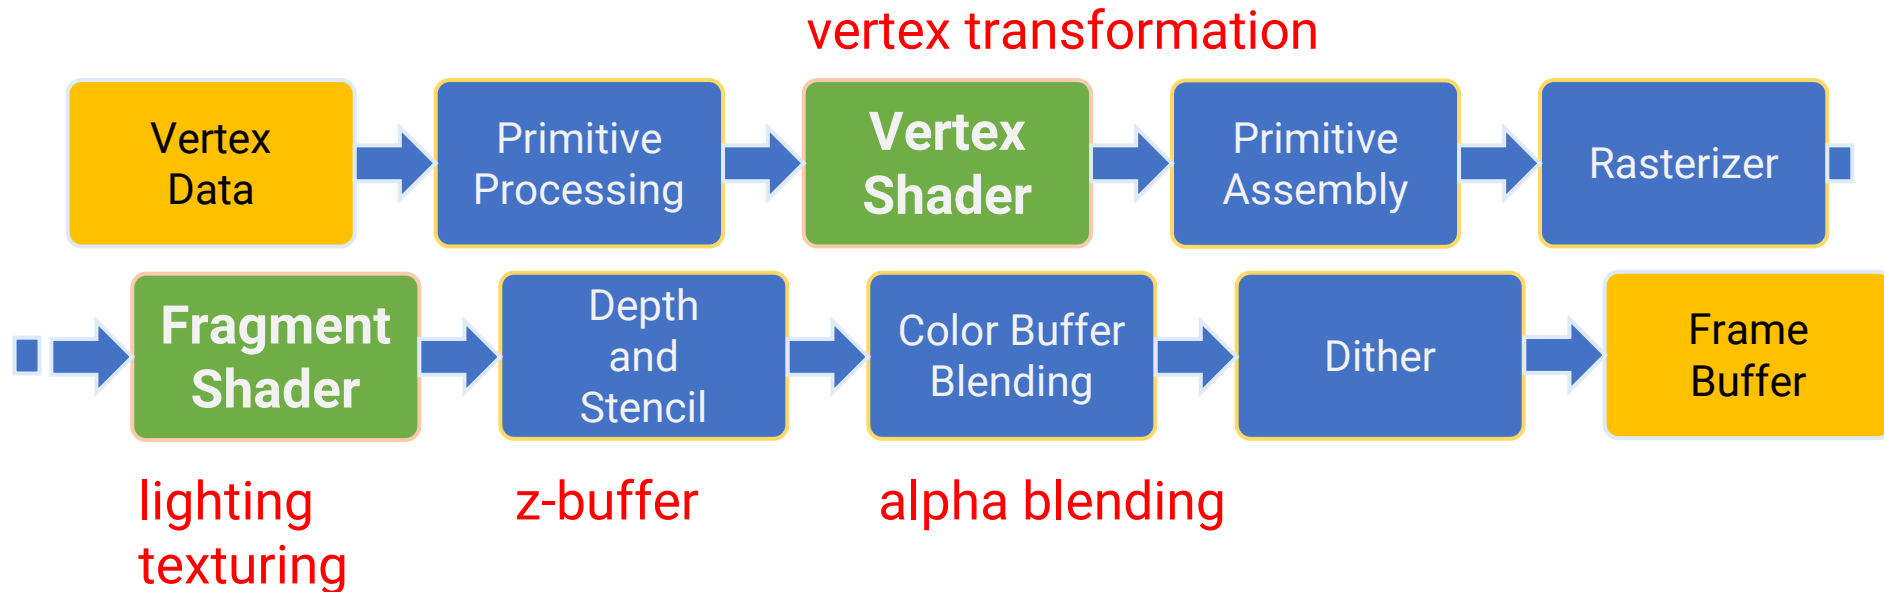 vertex transformation
Vertex
Data
Primitive
Processing
Vertex
Shader
Primitive
Assembly
Rasterizer
Fragment
Shader
Depth
and
Stencil
Color Buffer
Blending
Dither
Frame
Buffer
lighting
texturing
z-buffer
alpha blending